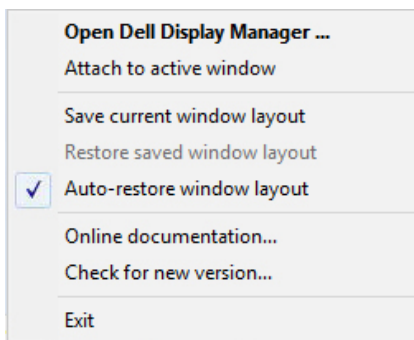 Open Dell Display Manager ...
Attach to active window
Save current window layout
Restore saved window layout
Auto-restore window layout
Online documentation...
Check for new version...
Exit